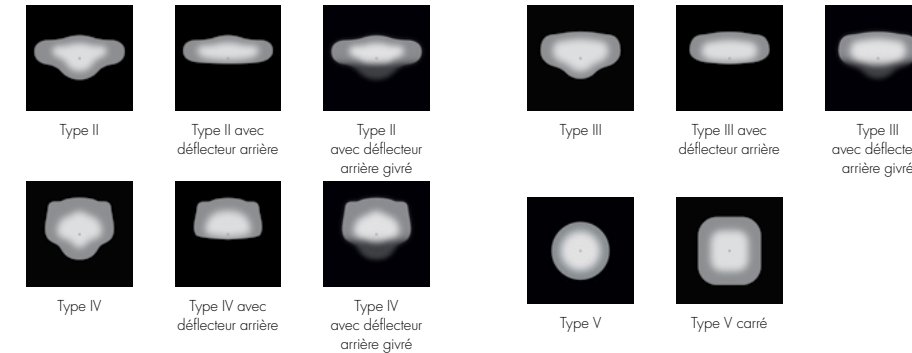 Type II
Type II avec
déflecteur arrière
Type II
avec déflecteur
arrière givré
Type III
Type III avec
déflecteur arrière
Type III
avec déflecte
arrière givré
Type IV
Type IV avec
déflecteur arrière
Type IV
avec déflecteur
arrière givré
Type V
Type V carré